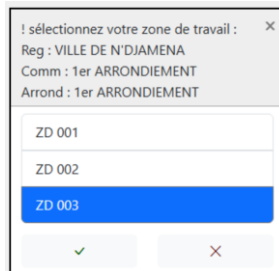 ! sélectionnez votre zone de travail :
Reg : VILLE DE N'DJAMENA
Comm : 1er ARRONDIEMENT
Arrond : 1er ARRONDIEMENT
ZD 001
ZD 002
ZD 003